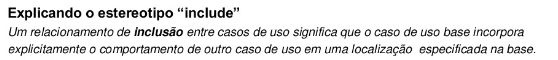 Explicando o estereotipo “include”
Um relacionamento de inclusão entre casos de uso significa que o caso de uso base incorpora
explicitamente o comportamento de outro caso de uso em uma localização especificada na base.